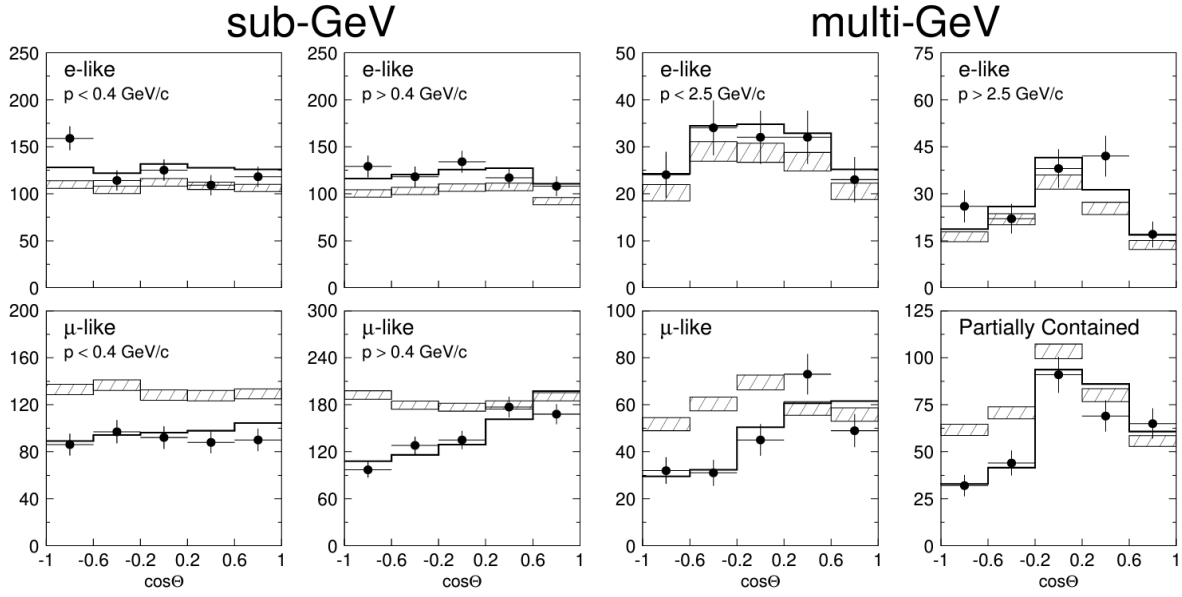 sub-GeV multi-GeV
250 250 50 75
e-like e-like e-like e-like
p < 0.4 GeV/c p > 0.4 GeV/c p < 2.5 GeV/c p > 2.5 GeV/c
200 200 40 60
150 150 30 45
100 100 20 30
50 50 10 15
0 0 0 0
200 300 100 125
μ-like μ-like μ-like Partially Contained
p < 0.4 GeV/c p > 0.4 GeV/c
160 240 80 100
120 180 60 75
80 120 40 50
40 60 20 25
0 0 0 0
-1 -0.6 -0.2 0.2 0.6 1 -1 -0.6 -0.2 0.2 0.6 1 -1 -0.6 -0.2 0.2 0.6 1 -1 -0.6 -0.2 0.2 0.6 1
cosΘ cosΘ cosΘ cosΘ